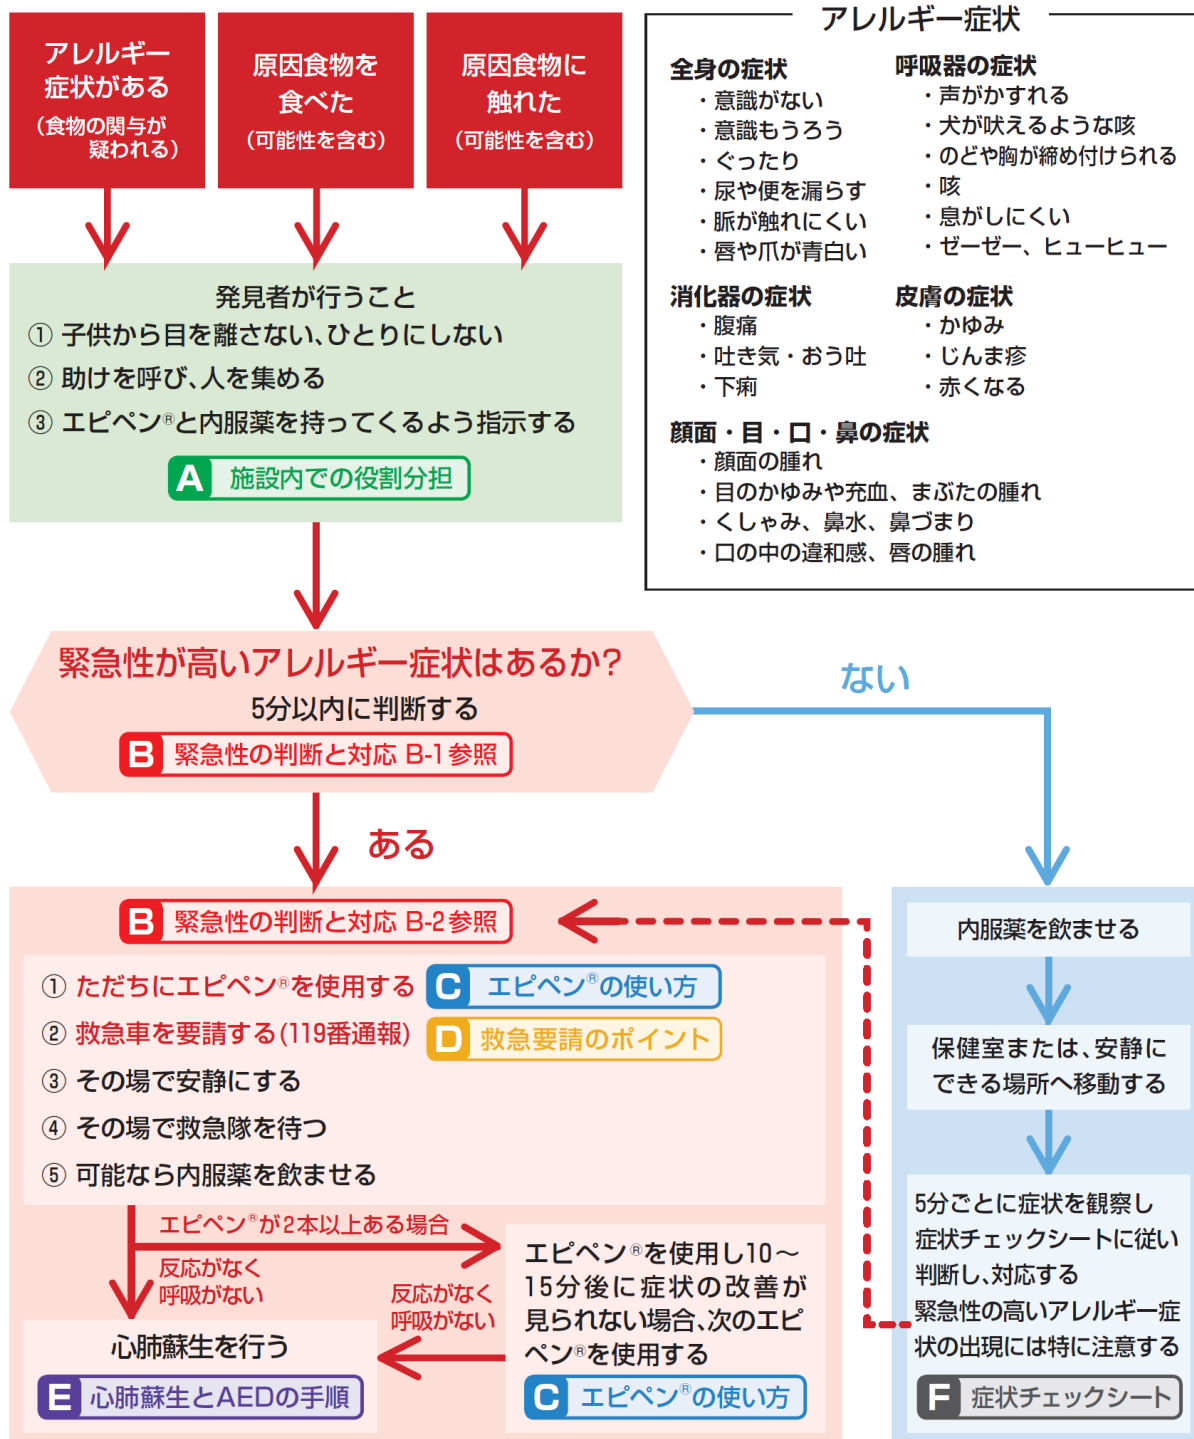 アレルギー
症状がある
（食物の関与が
疑われる）
原因食物を
食べた
（可能性を含む）
原因食物に
触れた
（可能性を含む）
アレルギー症状
全身の症状
・意識がない
・意識もうろう
・ぐったり
・尿や便を漏らす
・脈が触れにくい
・唇や爪が青白い
呼吸器の症状
・声がかすれる
・犬が吠えるような咳
・のどや胸が締め付けられる
・咳
・息がしにくい
・ゼーゼー、ヒューヒュー
消化器の症状
・腹痛
・吐き気・おう吐
・下痢
皮膚の症状
・かゆみ
・じんま疹
・赤くなる
顔面・目・口・鼻の症状
・顔面の腫れ
・目のかゆみや充血、まぶたの腫れ
・くしゃみ、鼻水、鼻づまり
・口の中の違和感、唇の腫れ
発見者が行うこと
① 子供から目を離さない、ひとりにしない
② 助けを呼び、人を集める
③ エピペン®と内服薬を持ってくるよう指示する
A 施設内での役割分担
緊急性が高いアレルギー症状はあるか?
5分以内に判断する
B 緊急性の判断と対応 B-1参照
ない
ある
B 緊急性の判断と対応 B-2参照
① ただちにエピペン®を使用する
C エピペン®の使い方
② 救急車を要請する(119番通報)
D 救急要請のポイント
③ その場で安静にする
④ その場で救急隊を待つ
⑤ 可能なら内服薬を飲ませる
エピペン®が2本以上ある場合
反応がなく
呼吸がない
反応がなく
呼吸がない
エピペン®を使用し10〜
15分後に症状の改善が
見られない場合、次のエピ
ペン®を使用する
C エピペン®の使い方
心肺蘇生を行う
E 心肺蘇生とAEDの手順
内服薬を飲ませる
保健室または、安静に
できる場所へ移動する
5分ごとに症状を観察し
症状チェックシートに従い
判断し、対応する
緊急性の高いアレルギー症
状の出現には特に注意する
F 症状チェックシート